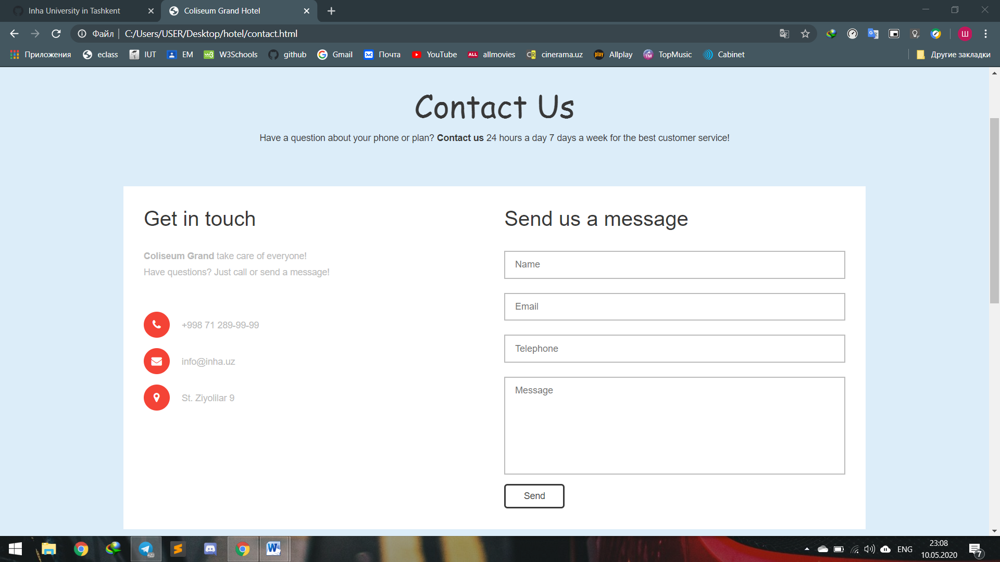 Inha University in Tashkent
Coliseum Grand Hotel
Файл
C:/Users/USER/Desktop/hotel/contact.html
Ш
Приложения
eclass
IUT
EM
W3Schools
github
Gmail
Почта
YouTube
ALL
allmovies
CR
cinerama.uz
play
Allplay
TM
TopMusic
Cabinet
Другие закладки
Contact Us
Have a question about your phone or plan? Contact us 24 hours a day 7 days a week for the best customer service!
Get in touch
Coliseum Grand take care of everyone!
Have questions? Just call or send a message!
+998 71 289-99-99
info@inha.uz
St. Ziyolilar 9
Send us a message
Name
Email
Telephone
Message
Send
423
ENG
23:08
10.05.2020
7